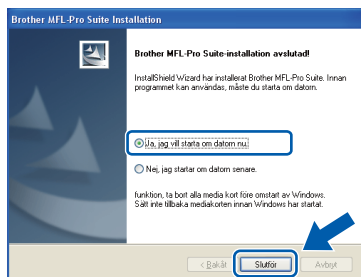 Brother MFL-Pro Suite Installation
Brother MFL-Pro Suite-installation avslutad!
InstallShield Wizard har installerat Brother MFL-Pro Suite. Innan
programmet kan användas, måste du starta om datorn.
Ja, jag vill starta om datorn nu.
Nej, jag startar om datorn senare.
funktion, ta bort alla media kort före omstart av Windows.
Sätt inte tillbaka mediakorten innan Windows har startat.
< Bakåt
Slutför
Avbryt